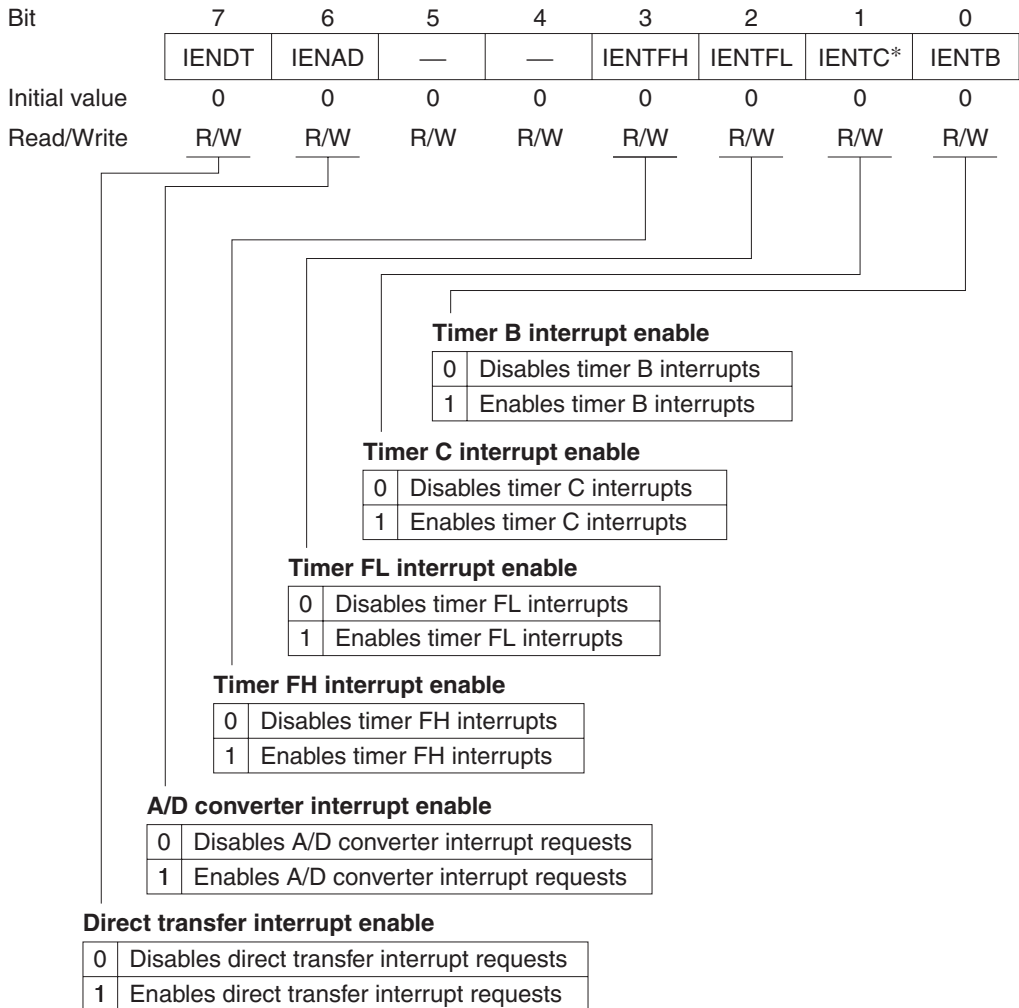 Bit 7 6 5 4 3 2 1 0
IENDT IENAD — — IENTFH IENTFL IENTC* IENTB
Initial value 0 0 0 0 0 0 0 0
Read/Write R/W R/W R/W R/W R/W R/W R/W R/W
Timer B interrupt enable
0 Disables timer B interrupts
1 Enables timer B interrupts
Timer C interrupt enable
0 Disables timer C interrupts
1 Enables timer C interrupts
Timer FL interrupt enable
0 Disables timer FL interrupts
1 Enables timer FL interrupts
Timer FH interrupt enable
0 Disables timer FH interrupts
1 Enables timer FH interrupts
A/D converter interrupt enable
0 Disables A/D converter interrupt requests
1 Enables A/D converter interrupt requests
Direct transfer interrupt enable
0 Disables direct transfer interrupt requests
1 Enables direct transfer interrupt requests